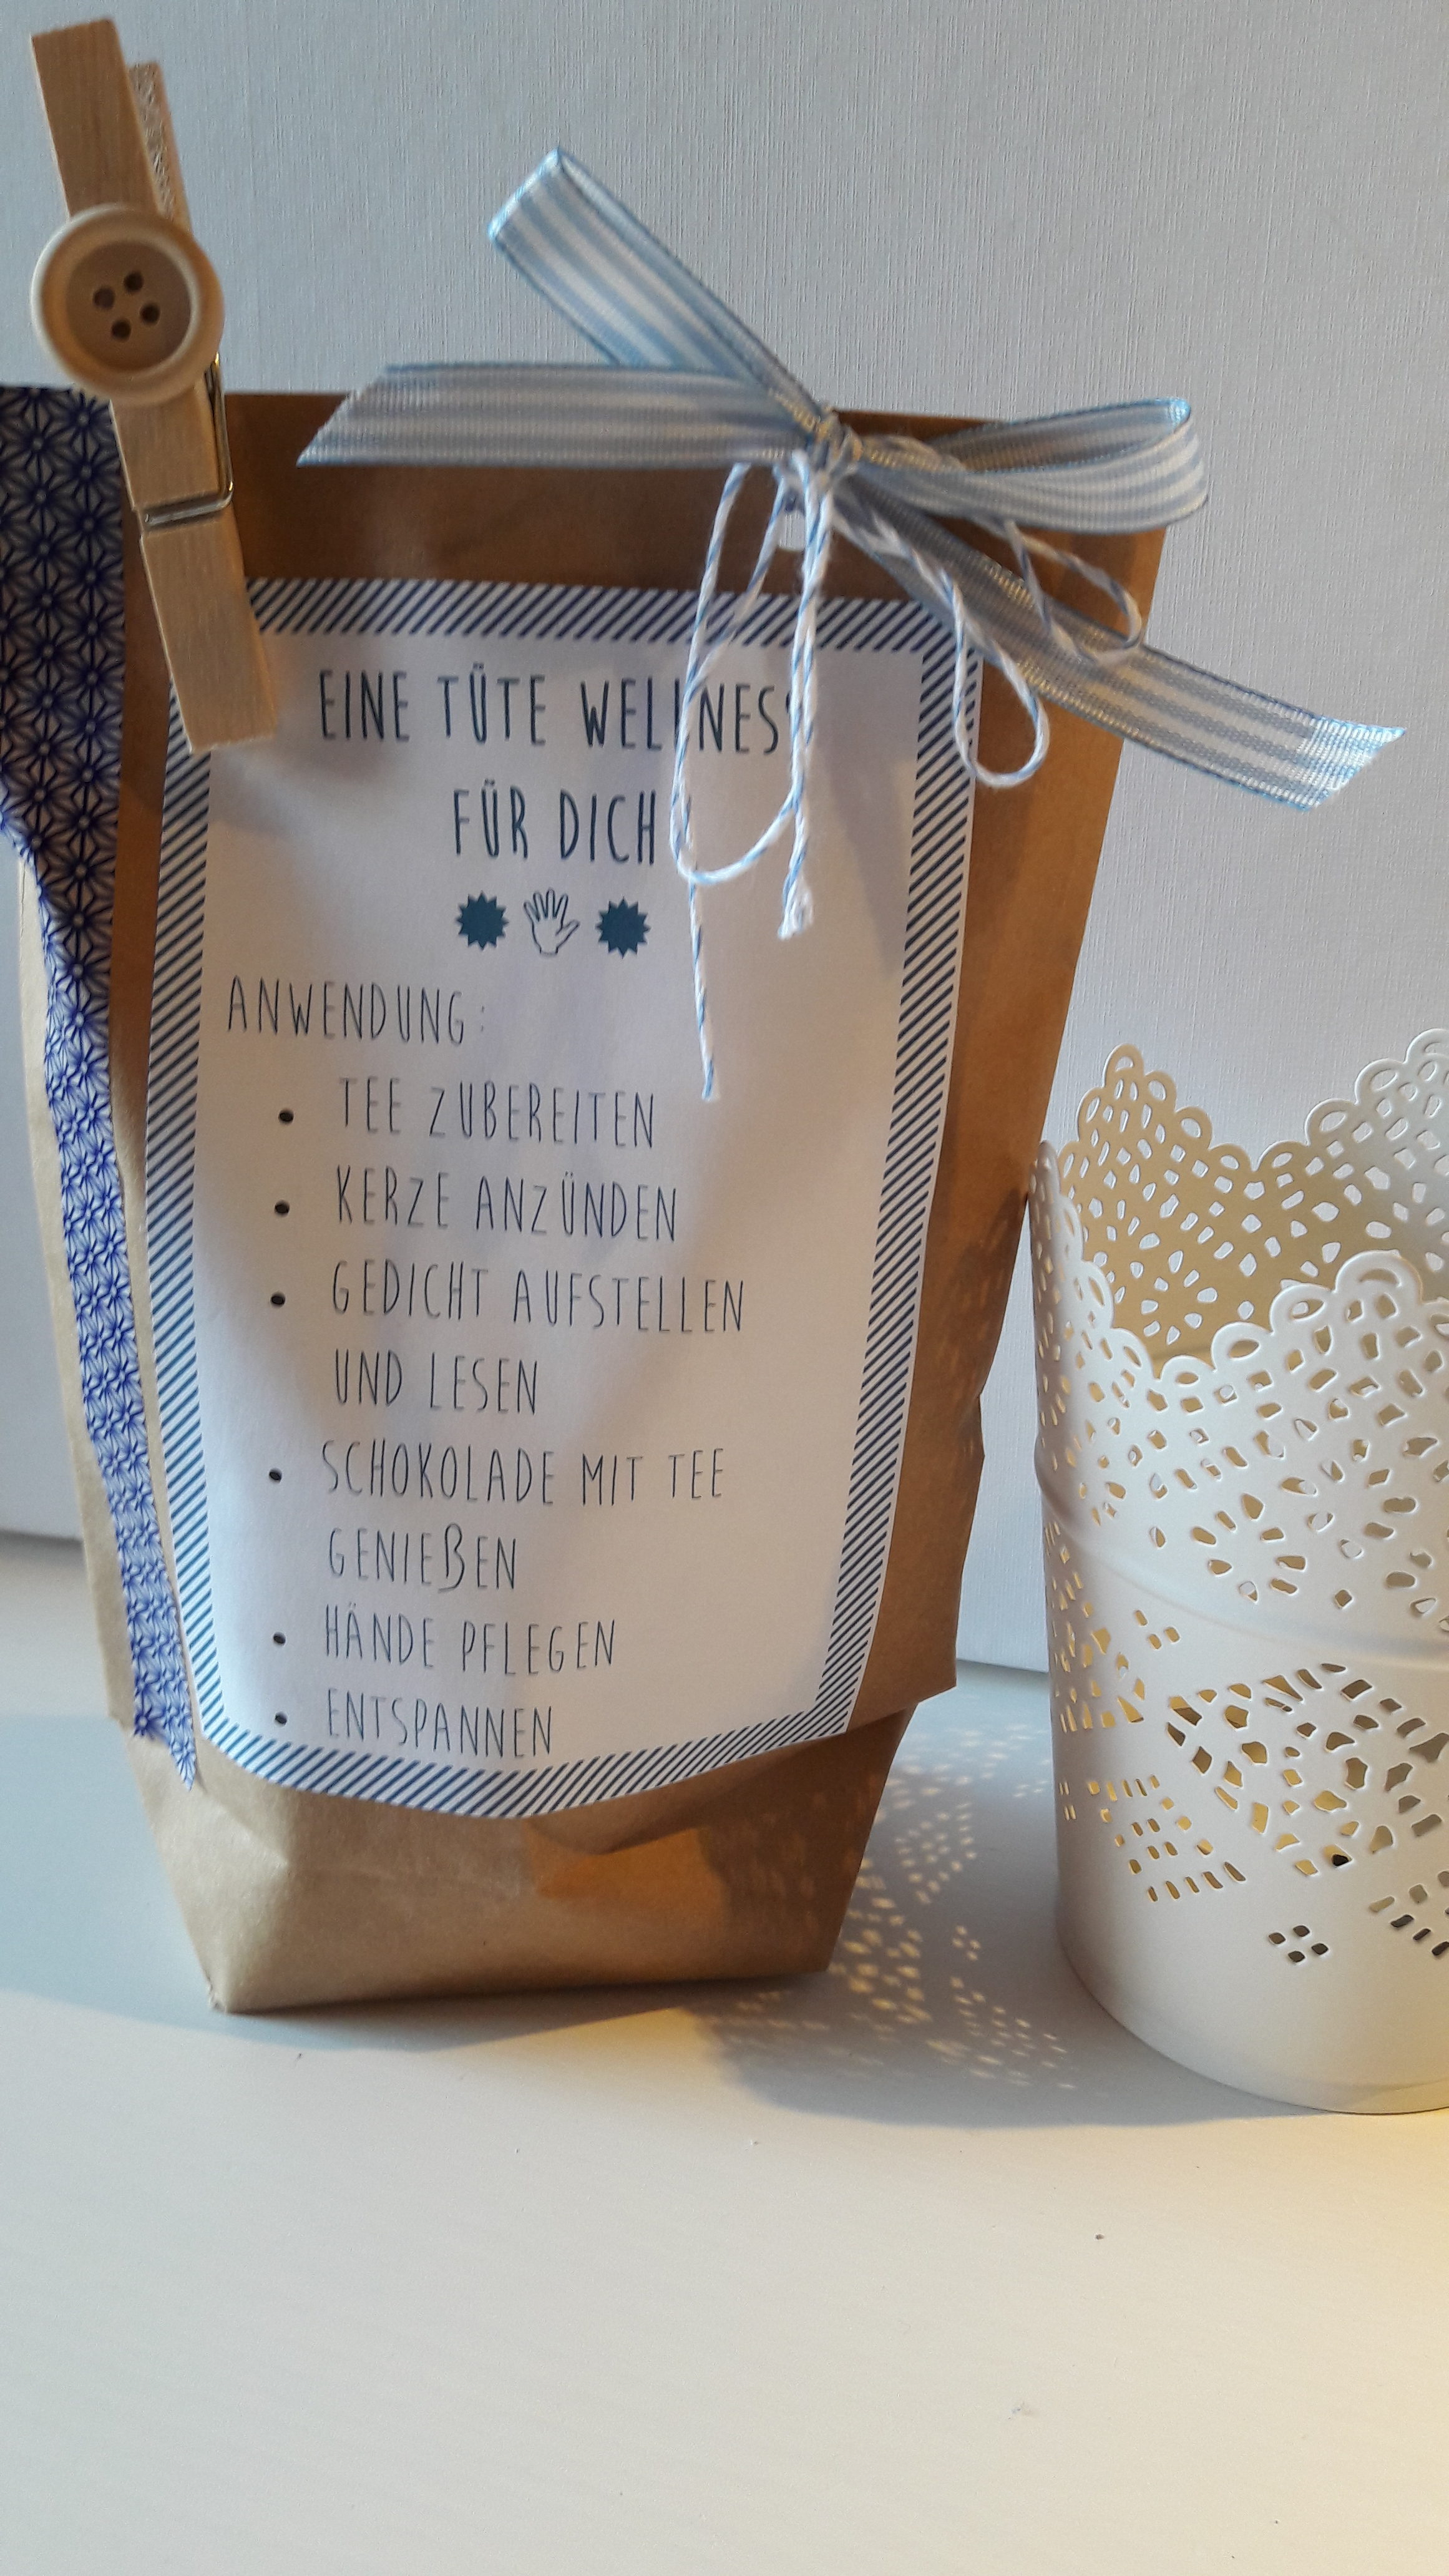 EINE TÜTE WELLNESS
FÜR DICH
ANWENDUNG:
• TEE ZUBEREITEN
• KERZE ANZÜNDEN
• GEDICHT AUFSTELLEN
UND LESEN
• SCHOKOLADE MIT TEE
GENIEßEN
• HÄNDE PFLEGEN
• ENTSPANNEN